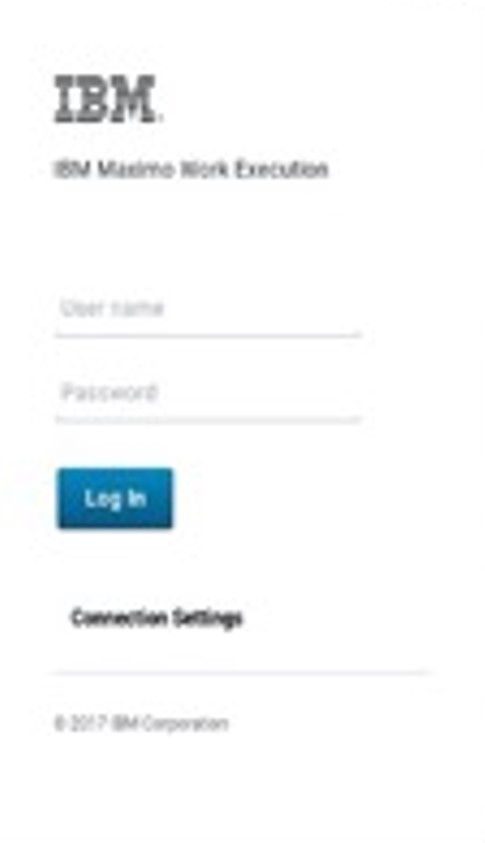 IBM
IBM Maximo Work Execution
User name
Password
Log In
Connection Settings
© 2017 IBM Corporation